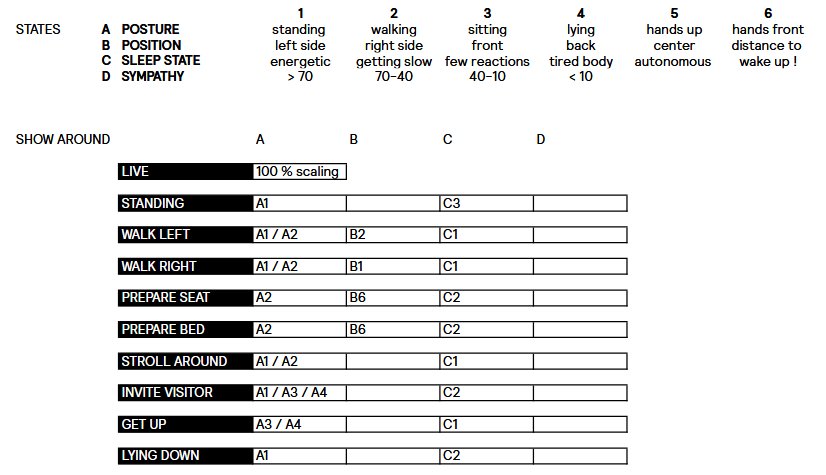 1 2 3 4 5 6
STATES A POSTURE standing walking sitting lying hands up hands front
B POSITION left side right side front back center distance to
C SLEEP STATE energetic getting slow few reactions tired body autonomous wake up !
D SYMPATHY > 70 70–40 40–10 < 10
SHOW AROUND A B C D
LIVE 100 % scaling
STANDING A1 C3
WALK LEFT A1 / A2 B2 C1
WALK RIGHT A1 / A2 B1 C1
PREPARE SEAT A2 B6 C2
PREPARE BED A2 B6 C2
STROLL AROUND A1 / A2 C1
INVITE VISITOR A1 / A3 / A4 C2
GET UP A3 / A4 C1
LYING DOWN A1 C2